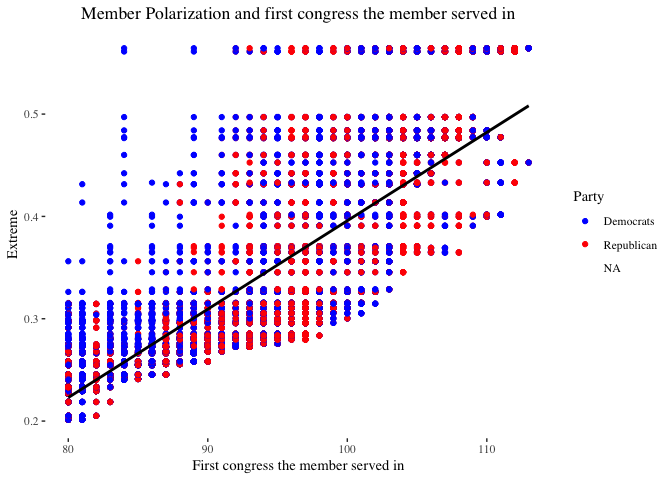 Member Polarization and first congress the member served in
Extreme
0.5
0.4
0.3
0.2
80
90
100
110
First congress the member served in
Party
Democrats
Republican
NA